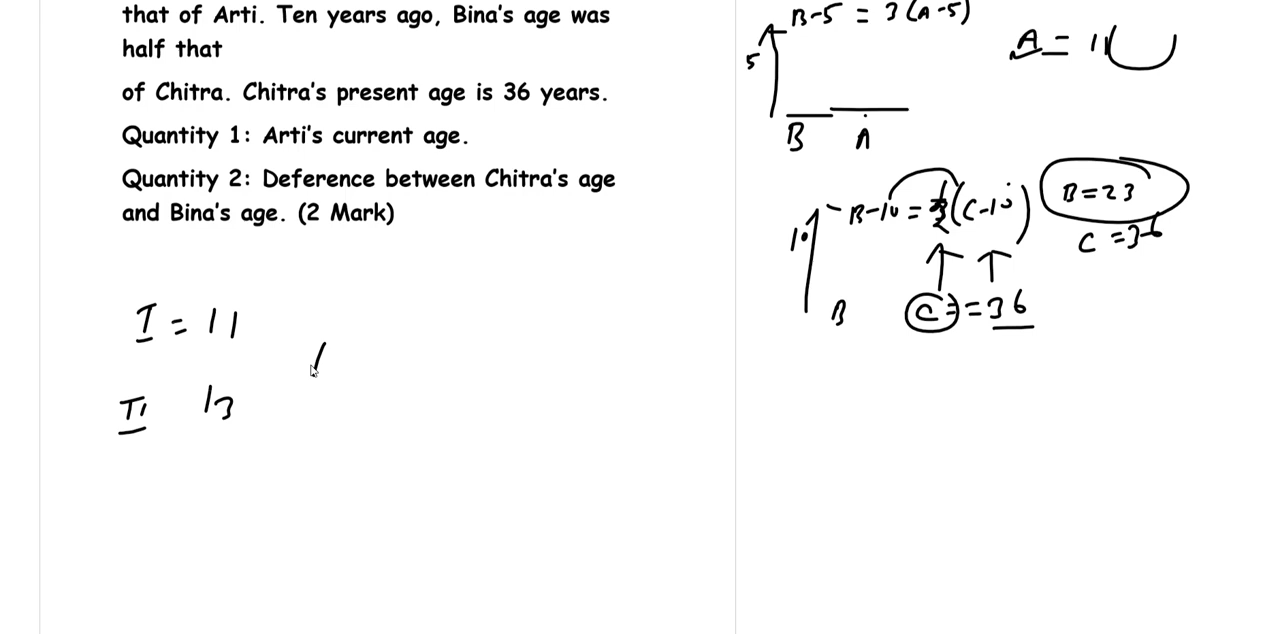 that of Arti. Ten years ago, Bina's age was
half that
of Chitra. Chitra's present age is 36 years.
Quantity 1: Arti's current age.
Quantity 2: Deference between Chitra's age
and Bina's age. (2 Mark)
I = 11
II 13
B-5 = 3(A-5)
A = 11
5
B A
B-10 = 1/2(C-10)
B=23
C=36
10
B C = 36